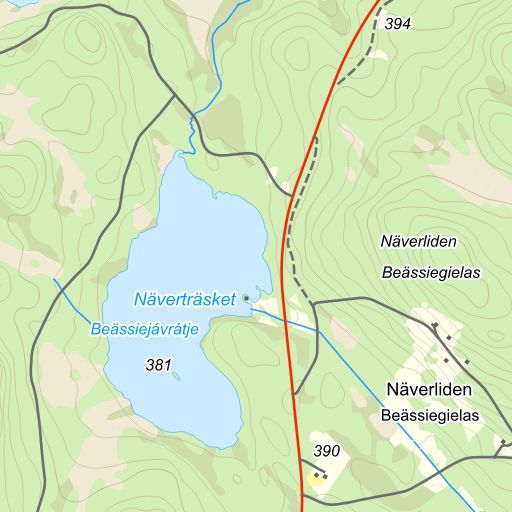 394
Näverliden
Beässiegielas
Näverträsket
Beässiejávrátje
381
Näverliden
Beässiegielas
390